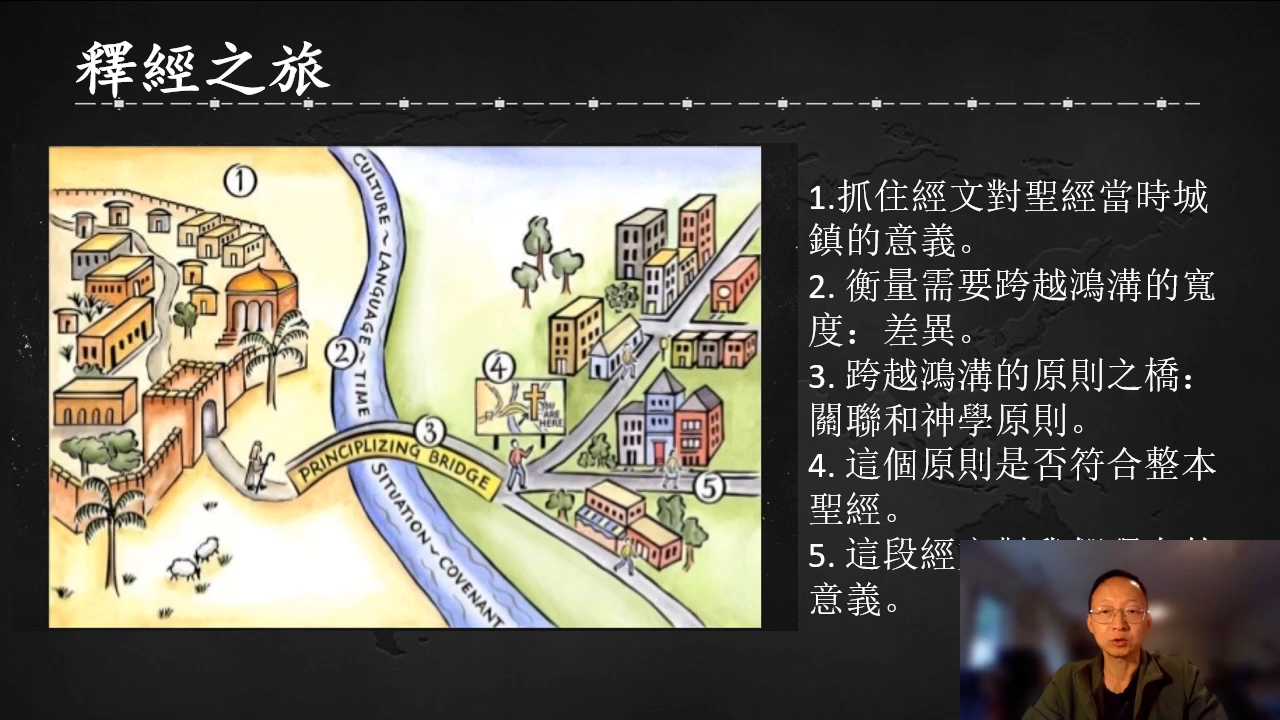 釋經之旅
1
CULTURE ~ LANGUAGE ~ TIME
2
3
PRINCIPLIZING BRIDGE
SITUATION ~ COVENANT
4
YOU
ARE
HERE
5
1.抓住經文對聖經當時城
鎮的意義。
2. 衡量需要跨越鴻溝的寬
度：差異。
3. 跨越鴻溝的原則之橋：
關聯和神學原則。
4. 這個原則是否符合整本
聖經。
5. 這段經
意義。